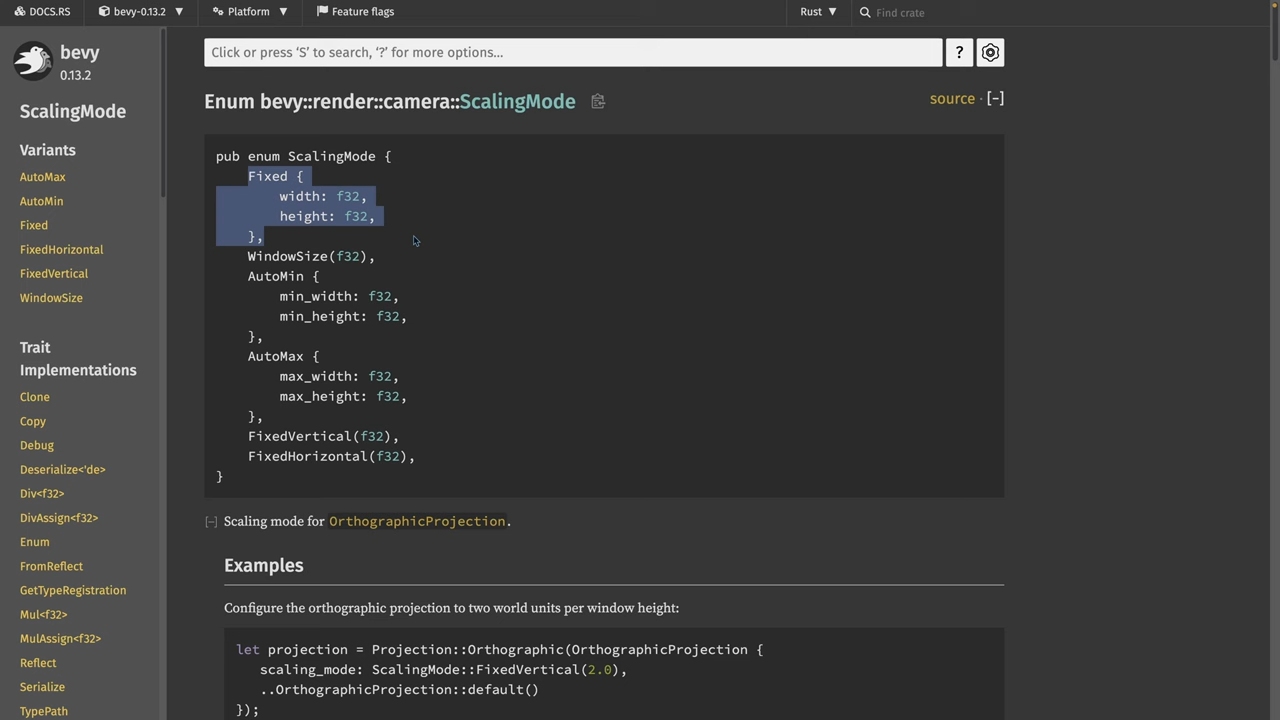 DOCS.RS
bevy-0.13.2
Platform
Feature flags
Rust
Find crate
bevy
0.13.2
ScalingMode
Variants
AutoMax
AutoMin
Fixed
FixedHorizontal
FixedVertical
WindowSize
Trait
Implementations
Clone
Copy
Debug
Deserialize<'de>
Div<f32>
DivAssign<f32>
Enum
FromReflect
GetTypeRegistration
Mul<f32>
MulAssign<f32>
Reflect
Serialize
TypePath
Click or press ‘S’ to search, ‘?’ for more options…
?
Enum bevy::render::camera::ScalingMode
source · [-]
pub enum ScalingMode {
    Fixed {
        width: f32,
        height: f32,
    },
    WindowSize(f32),
    AutoMin {
        min_width: f32,
        min_height: f32,
    },
    AutoMax {
        max_width: f32,
        max_height: f32,
    },
    FixedVertical(f32),
    FixedHorizontal(f32),
}
[-] Scaling mode for OrthographicProjection.
Examples
Configure the orthographic projection to two world units per window height:
let projection = Projection::Orthographic(OrthographicProjection {
   scaling_mode: ScalingMode::FixedVertical(2.0),
   ..OrthographicProjection::default()
});